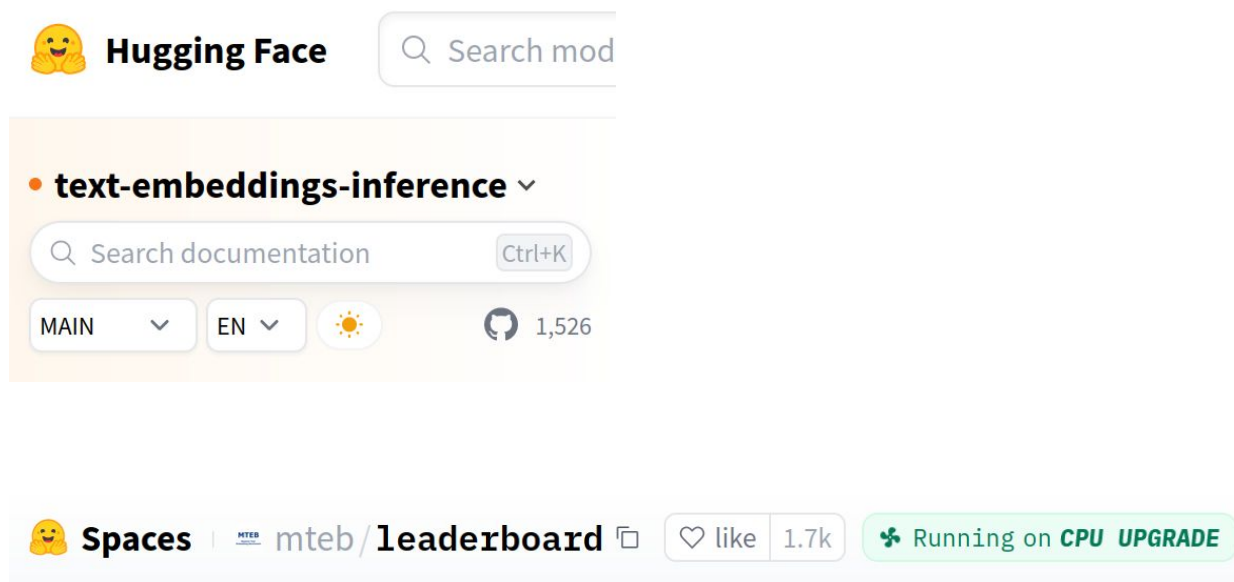 Hugging Face Search mod
text-embeddings-inference
Search documentation Ctrl+K
MAIN EN 1,526
Spaces MTEB mteb/leaderboard like 1.7k Running on CPU UPGRADE